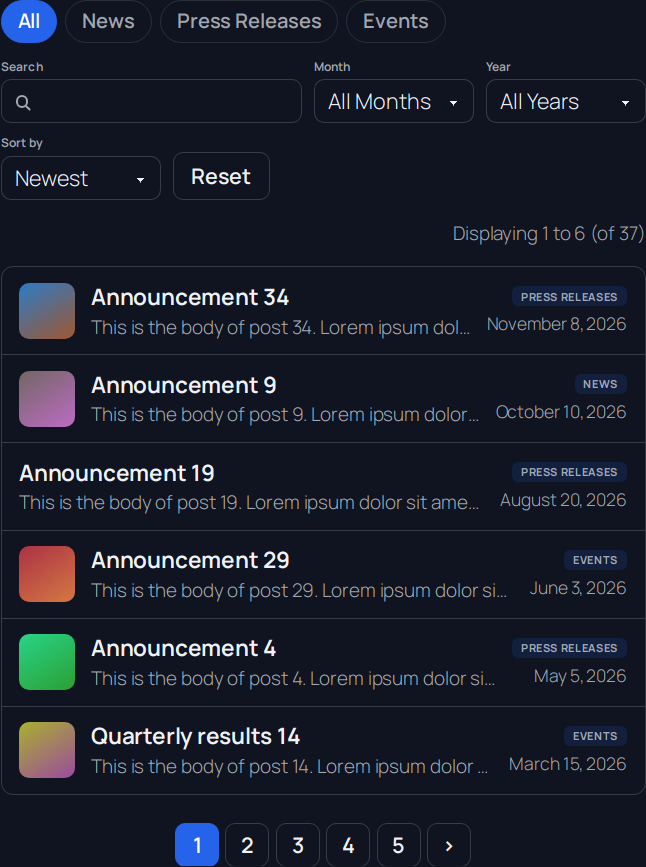 All News Press Releases Events
Search Month Year
All Months All Years
Sort by
Newest Reset
Displaying 1 to 6 (of 37)
Announcement 34 PRESS RELEASES
This is the body of post 34. Lorem ipsum dol... November 8, 2026
Announcement 9 NEWS
This is the body of post 9. Lorem ipsum dolor... October 10, 2026
Announcement 19 PRESS RELEASES
This is the body of post 19. Lorem ipsum dolor sit ame... August 20, 2026
Announcement 29 EVENTS
This is the body of post 29. Lorem ipsum dolor si... June 3, 2026
Announcement 4 PRESS RELEASES
This is the body of post 4. Lorem ipsum dolor si... May 5, 2026
Quarterly results 14 EVENTS
This is the body of post 14. Lorem ipsum dolor ... March 15, 2026
1 2 3 4 5 ›